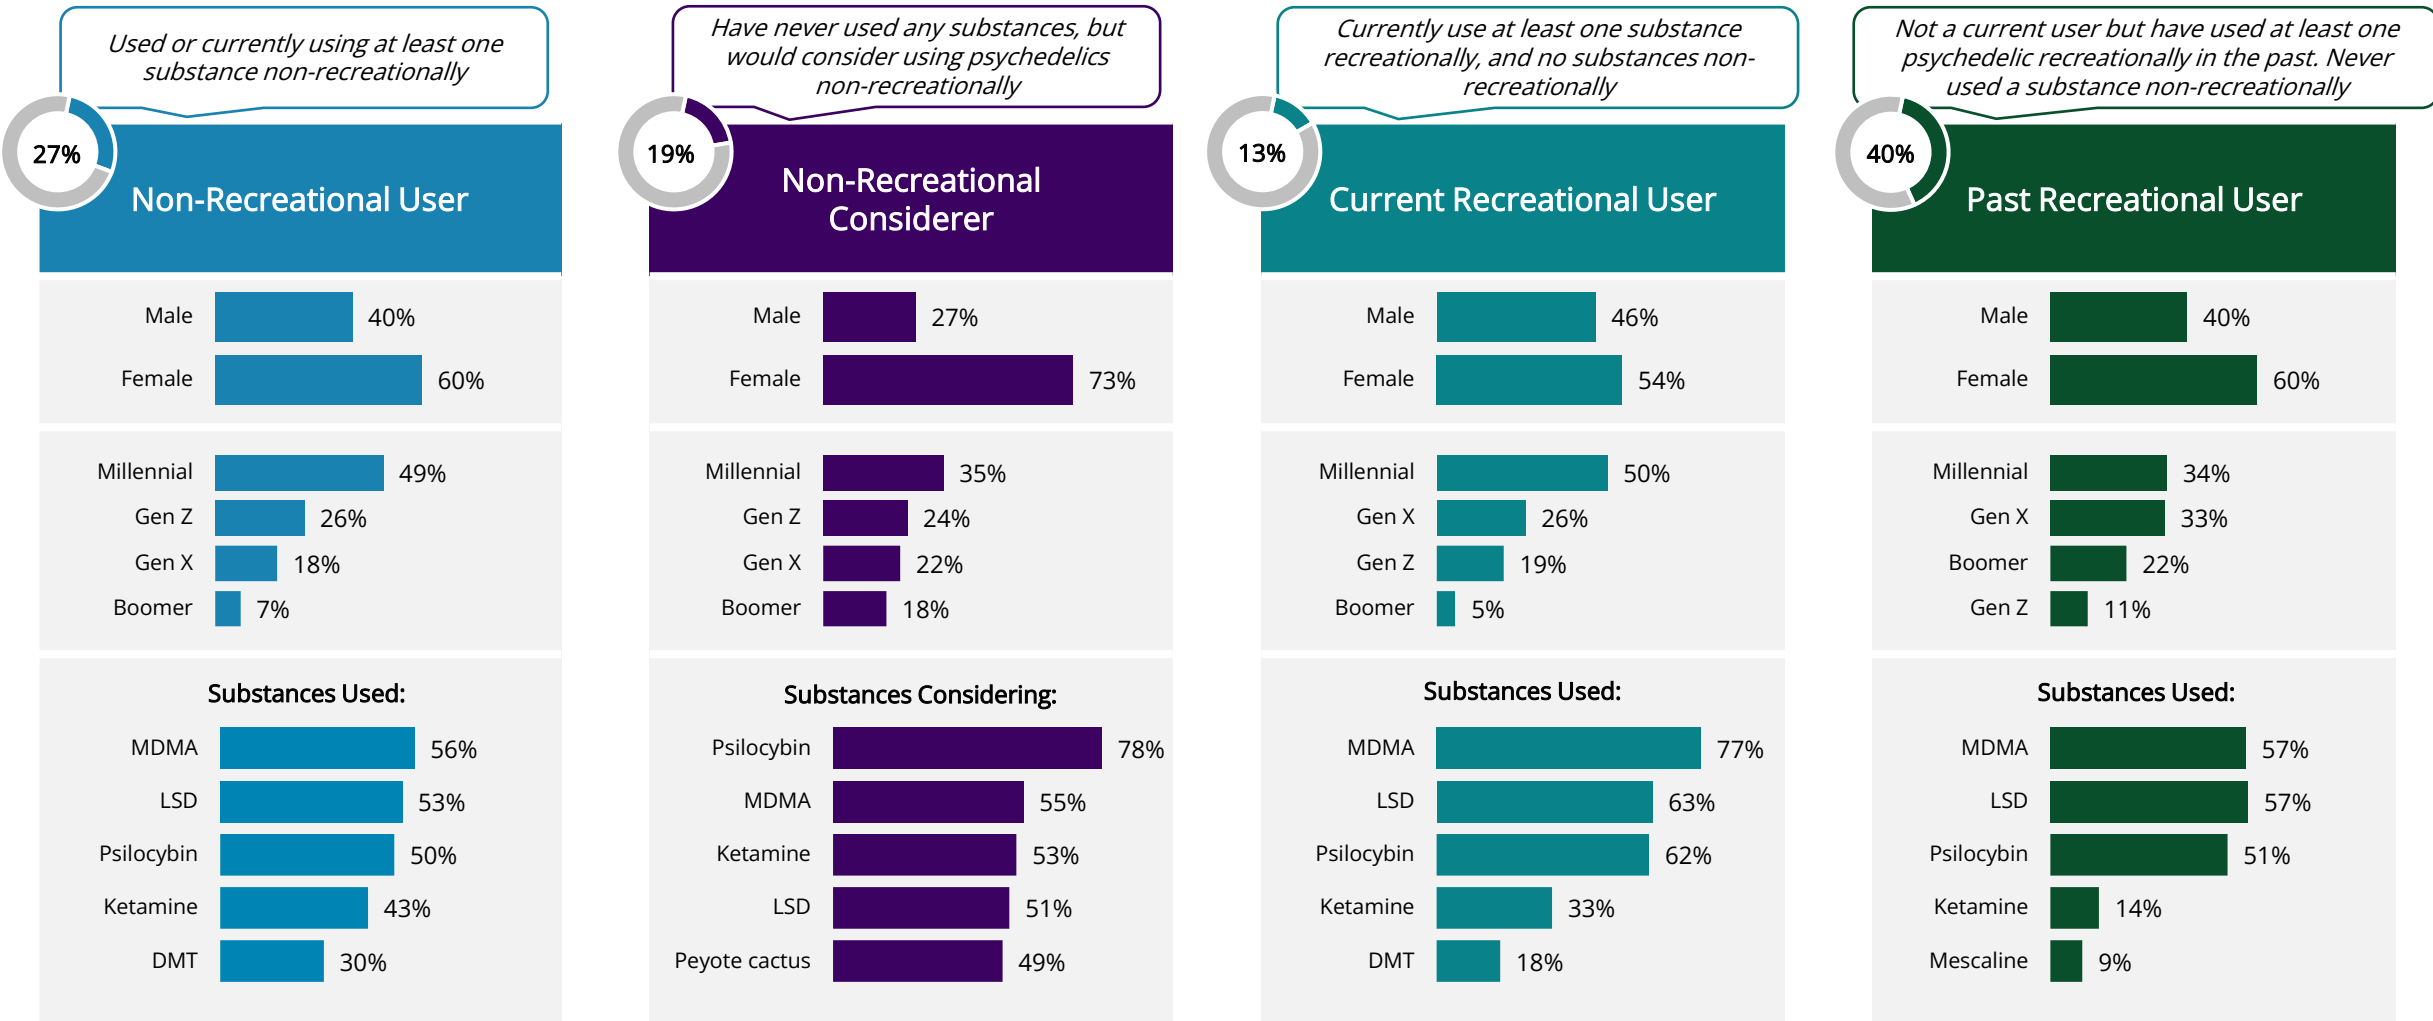 Used or currently using at least one
substance non-recreationally
27%
Non-Recreational User
Male 40%
Female 60%
Millennial 49%
Gen Z 26%
Gen X 18%
Boomer 7%
Substances Used:
MDMA 56%
LSD 53%
Psilocybin 50%
Ketamine 43%
DMT 30%
Have never used any substances, but
would consider using psychedelics
non-recreationally
19%
Non-Recreational
Considerer
Male 27%
Female 73%
Millennial 35%
Gen Z 24%
Gen X 22%
Boomer 18%
Substances Considering:
Psilocybin 78%
MDMA 55%
Ketamine 53%
LSD 51%
Peyote cactus 49%
Currently use at least one substance
recreationally, and no substances non-
recreationally
13%
Current Recreational User
Male 46%
Female 54%
Millennial 50%
Gen X 26%
Gen Z 19%
Boomer 5%
Substances Used:
MDMA 77%
LSD 63%
Psilocybin 62%
Ketamine 33%
DMT 18%
Not a current user but have used at least one
psychedelic recreationally in the past. Never
used a substance non-recreationally
40%
Past Recreational User
Male 40%
Female 60%
Millennial 34%
Gen X 33%
Boomer 22%
Gen Z 11%
Substances Used:
MDMA 57%
LSD 57%
Psilocybin 51%
Ketamine 14%
Mescaline 9%